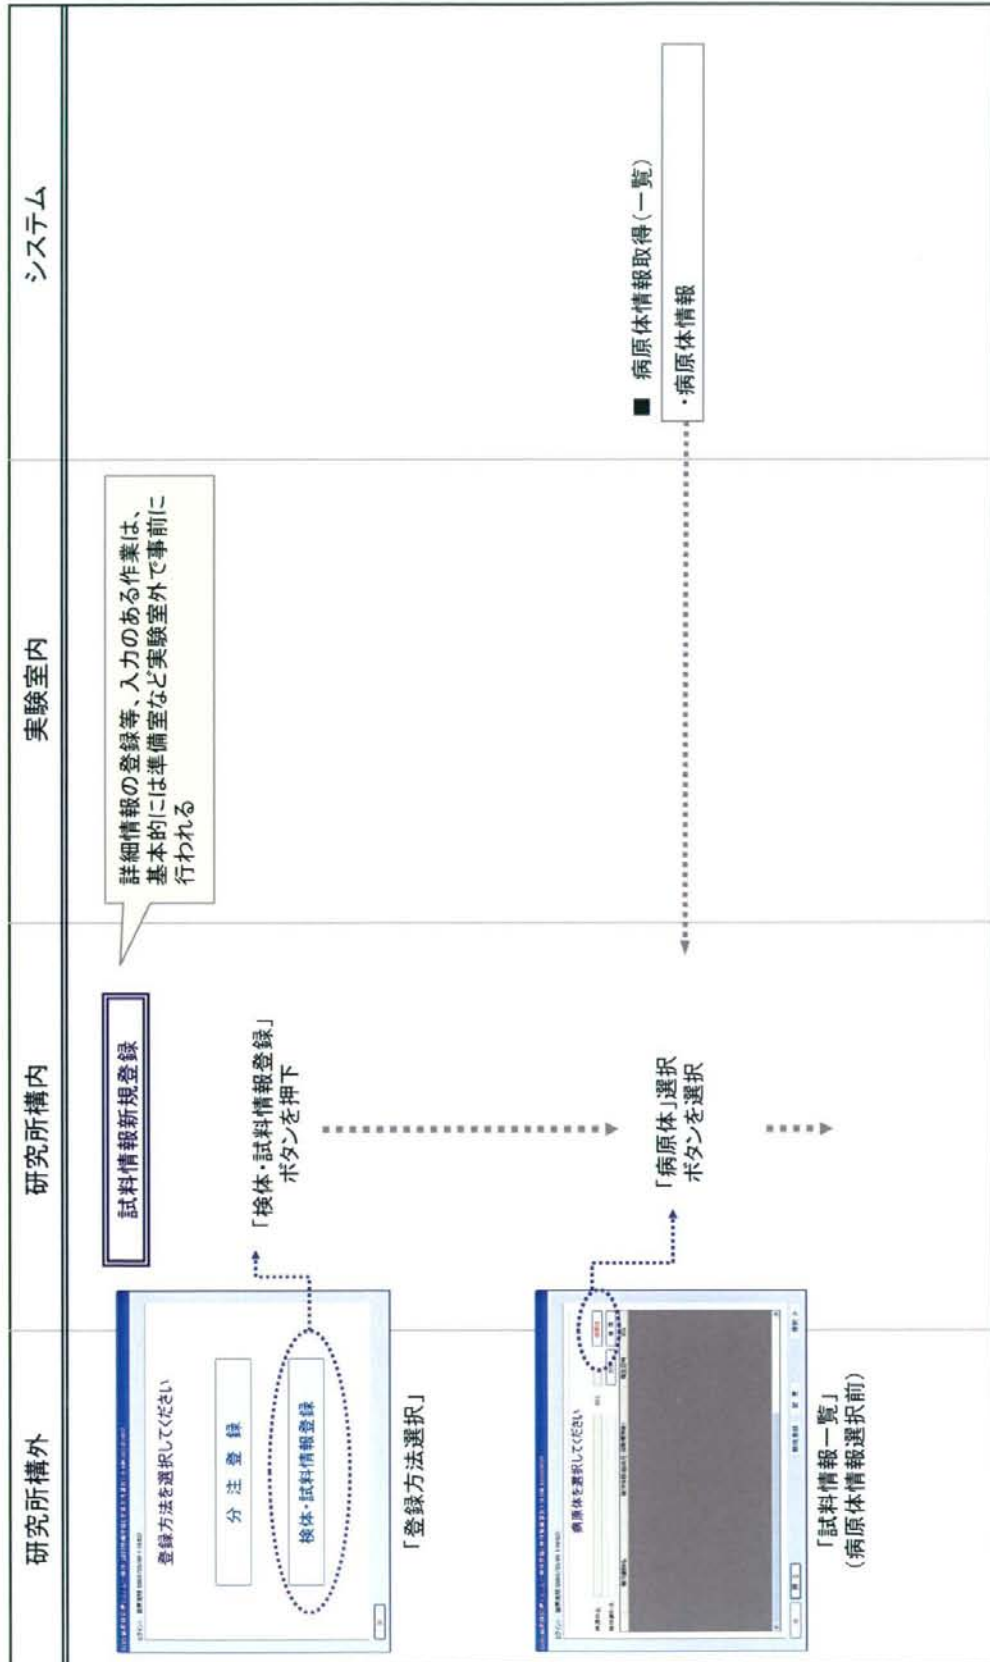 研究所構外
研究所構内
実験室内
システム
試料情報新規登録
詳細情報の登録等、入力のある作業は、
基本的には準備室など実験室外で事前に
行われる
登録方法を選択してください
分 注 登 録
検体・試料情報登録
「登録方法選択」
「検体・試料情報登録」
ボタンを押下
病原体を選択してください
「試料情報一覧」
(病原体情報選択前)
「病原体」選択
ボタンを選択
■ 病原体情報取得(一覧)
・病原体情報